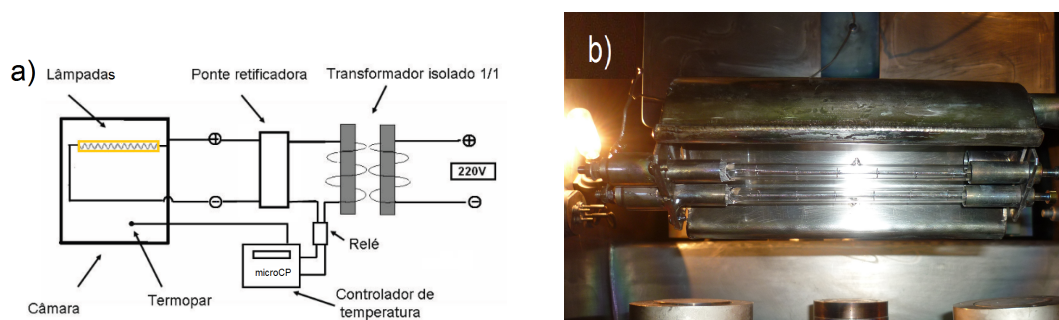 a)
Lâmpadas
Ponte retificadora
Transformador isolado 1/1
220V
Relé
microCP
Câmara
Termopar
Controlador de
temperatura
b)